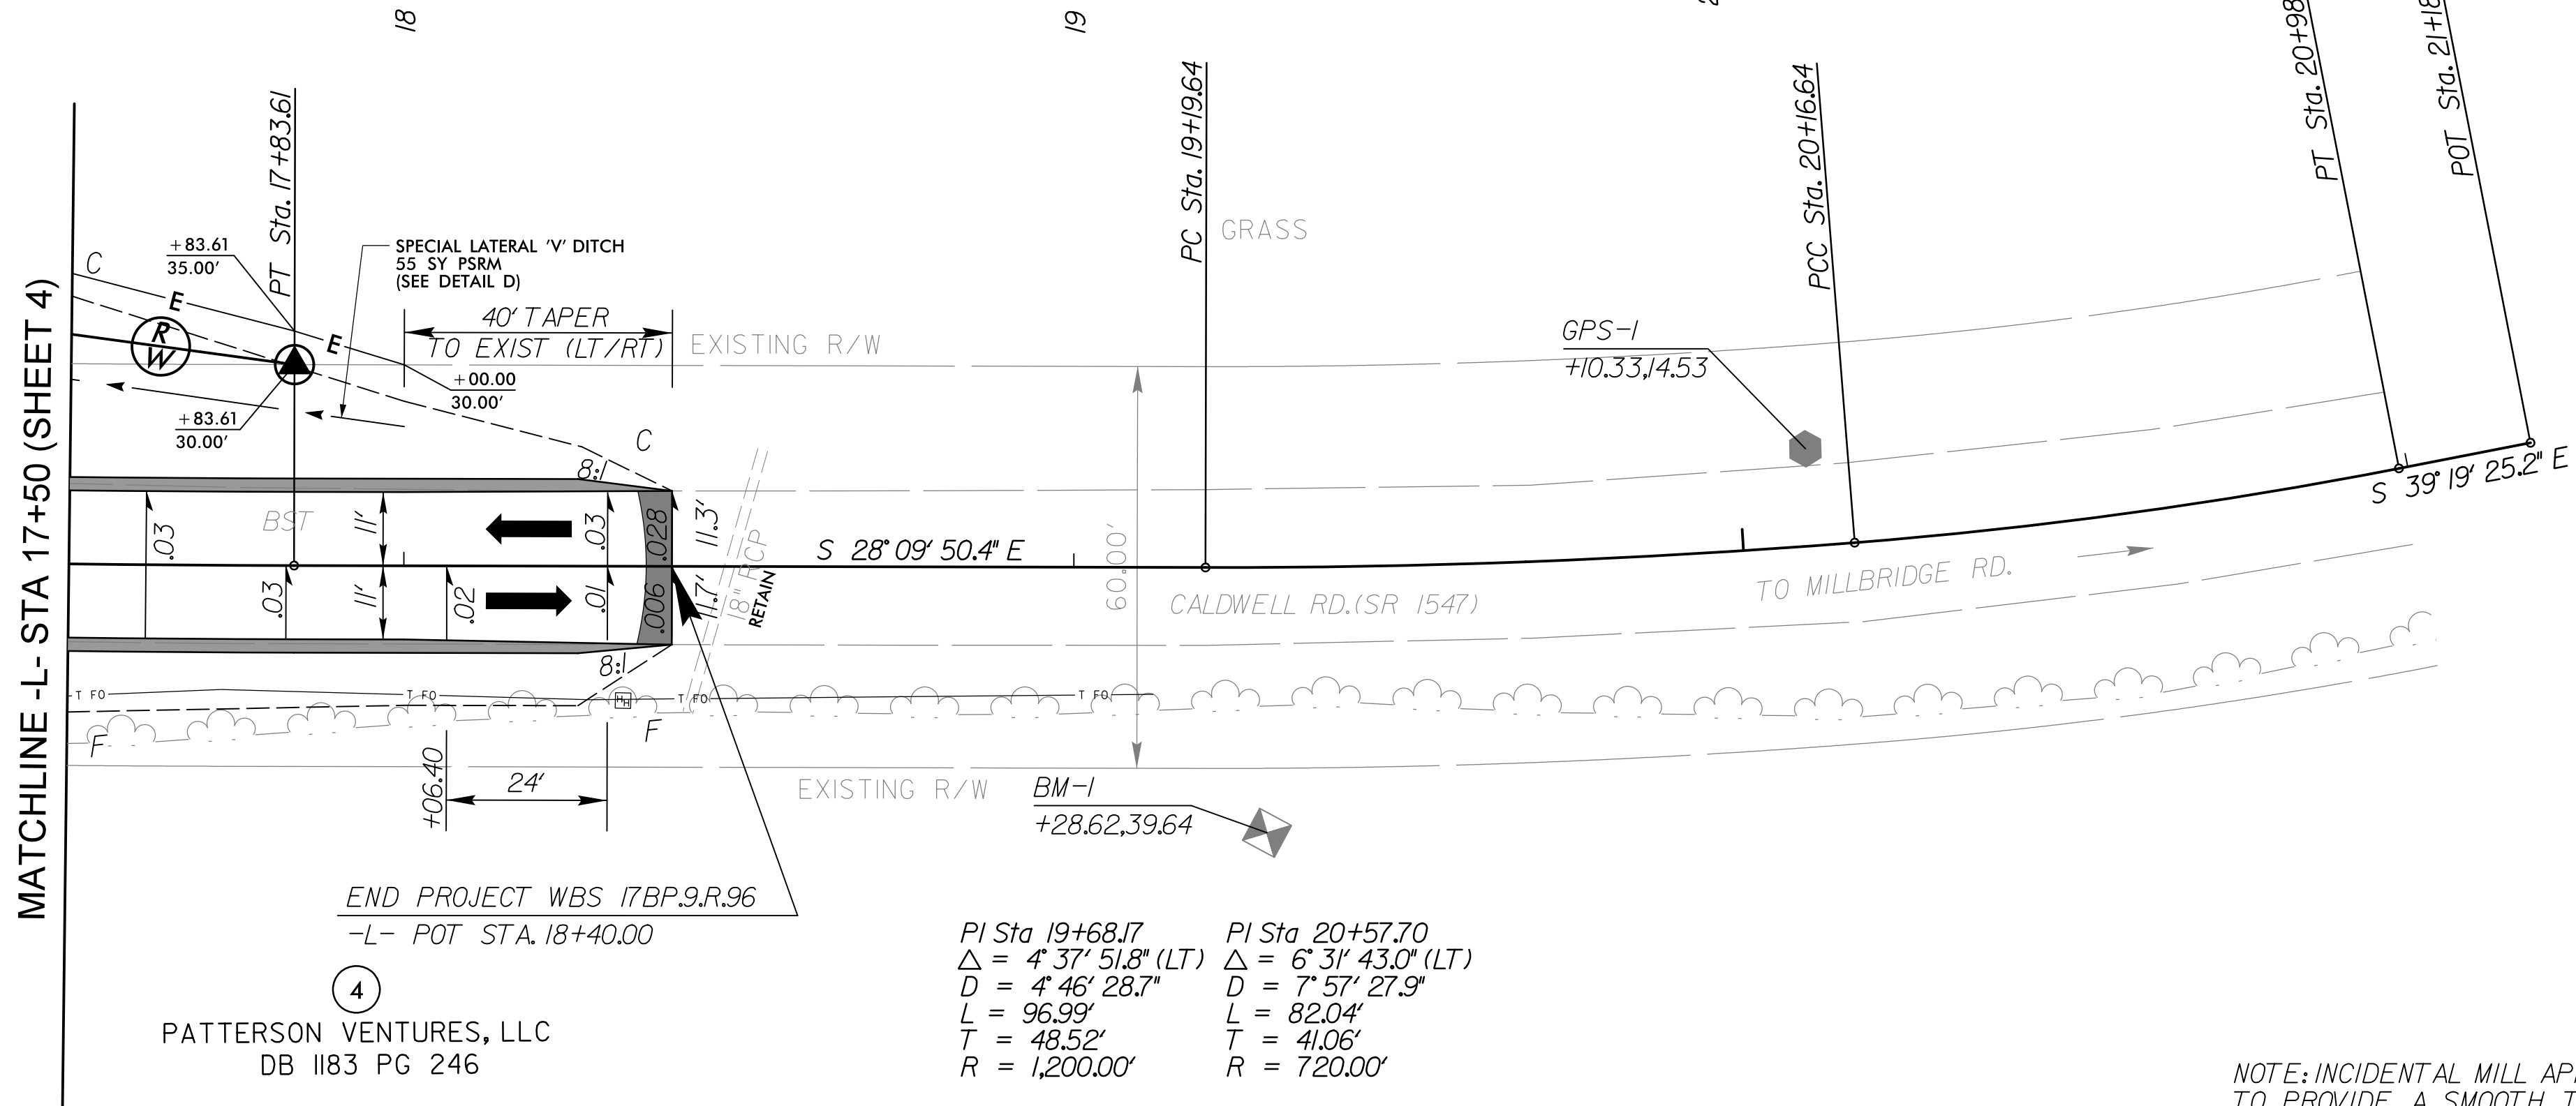 18
19
MATCHLINE -L- STA 17+50 (SHEET 4)
PT Sta. 17+83.61
PC Sta. 19+19.64
PCC Sta. 20+16.64
PT Sta. 20+98
POT Sta. 21+18
+83.61
35.00'
C
E
E
R
W
SPECIAL LATERAL 'V' DITCH
55 SY PSRM
(SEE DETAIL D)
40' TAPER
TO EXIST (LT/RT)
EXISTING R/W
GRASS
+00.00
30.00'
+83.61
30.00'
C
8:1
GPS-1
+10.33,14.53
BST
.03
11'
.03
.028
11.3'
S 28° 09' 50.4" E
S 39° 19' 25.2" E
.03
11'
.02
.01
.006
11.7'
18" RCP
RETAIN
60.00'
CALDWELL RD.(SR 1547)
TO MILLBRIDGE RD.
8:1
T FO
T FO
T FO
T FO
H
H
F
F
+06.40
24'
EXISTING R/W
BM-1
+28.62,39.64
END PROJECT WBS 17BP.9.R.96
-L- POT STA. 18+40.00
4
PATTERSON VENTURES, LLC
DB 1183 PG 246
PI Sta 19+68.17
△ = 4° 37' 51.8" (LT)
D = 4° 46' 28.7"
L = 96.99'
T = 48.52'
R = 1,200.00'
PI Sta 20+57.70
△ = 6° 31' 43.0" (LT)
D = 7° 57' 27.9"
L = 82.04'
T = 41.06'
R = 720.00'
NOTE: INCIDENTAL MILL AP
TO PROVIDE A SMOOTH T